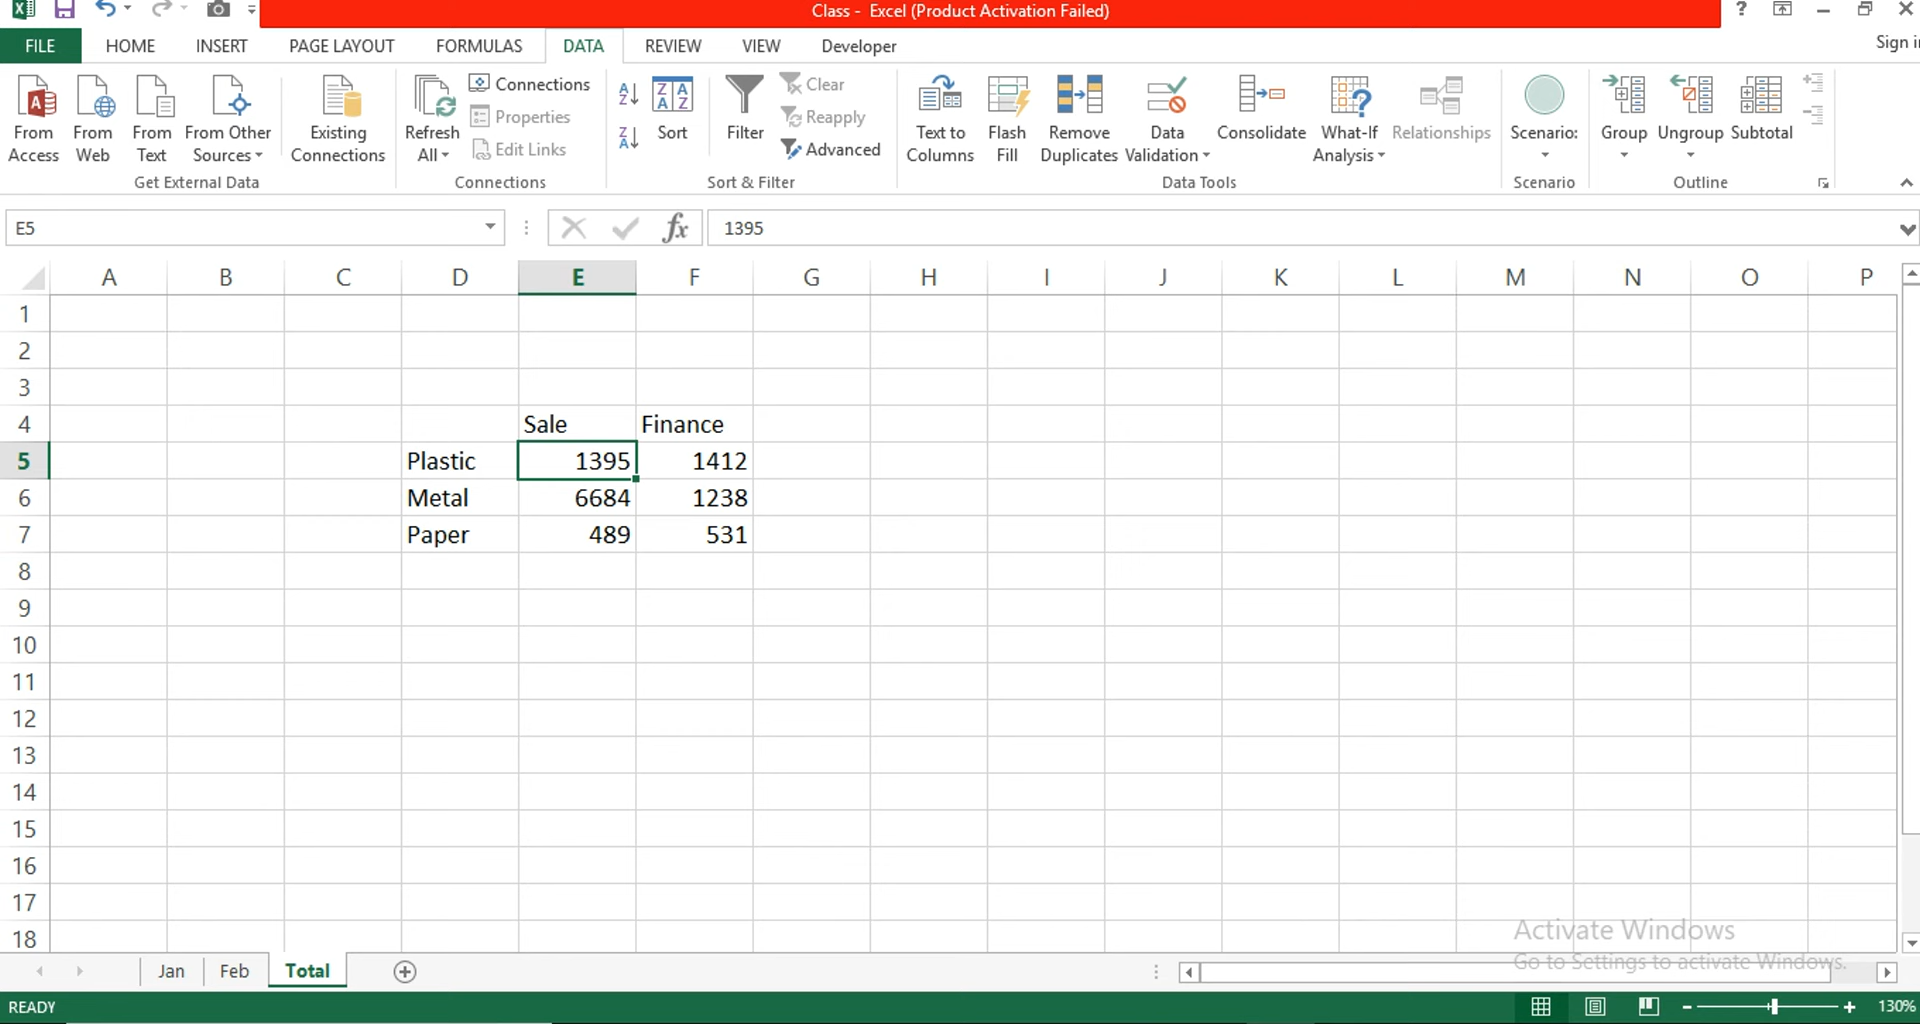 Class - Excel (Product Activation Failed)
?
FILE HOME INSERT PAGE LAYOUT FORMULAS DATA REVIEW VIEW Developer
Sign in
From Access
From Web
From Text
From Other Sources
Existing Connections
Get External Data
Refresh All
Connections
Properties
Edit Links
Connections
Sort
Filter
Clear
Reapply
Advanced
Sort & Filter
Text to Columns
Flash Fill
Remove Duplicates
Data Validation
Consolidate
What-If Analysis
Relationships
Data Tools
Scenario:
Scenario
Group
Ungroup
Subtotal
Outline
E5
fx
1395
A B C D E F G H I J K L M N O P
1
2
3
4 Sale Finance
5 Plastic 1395 1412
6 Metal 6684 1238
7 Paper 489 531
8
9
10
11
12
13
14
15
16
17
18
Activate Windows
Go to Settings to activate Windows.
Jan Feb Total
READY
130%